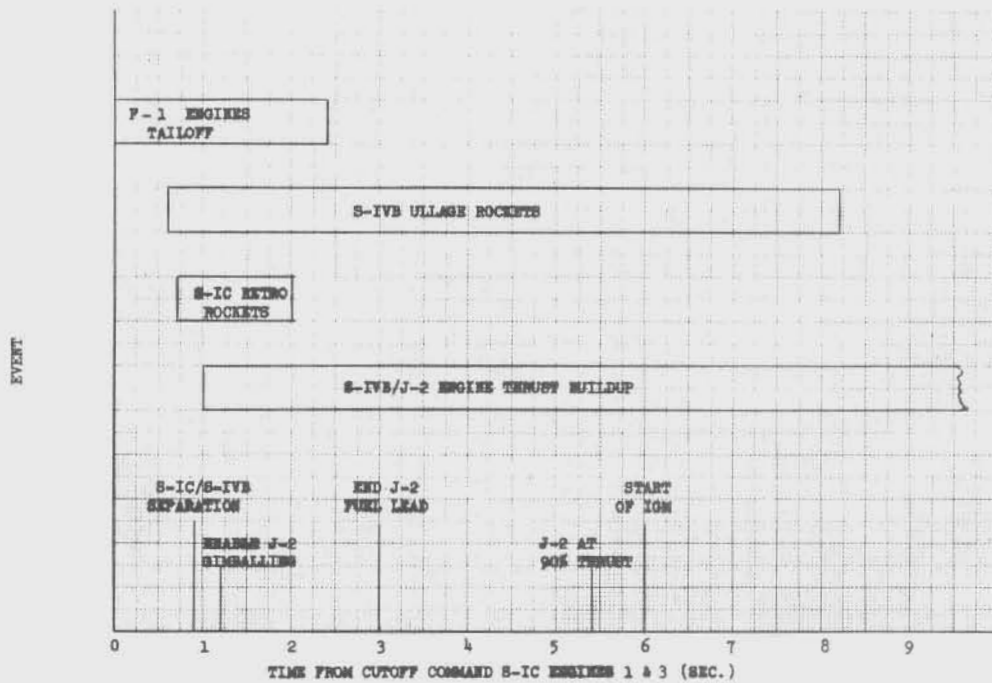 F-1 ENGINES
TAILOFF
S-IVB ULLAGE ROCKETS
S-IC RETRO
ROCKETS
EVENT
S-IVB/J-2 ENGINE THRUST BUILDUP
S-IC/S-IVB
SEPARATION
END J-2
FUEL LEAD
START
OF IGM
ENABLE J-2
GIMBALLING
J-2 AT
90% THRUST
0 1 2 3 4 5 6 7 8 9
TIME FROM CUTOFF COMMAND S-IC ENGINES 1 & 3 (SEC.)